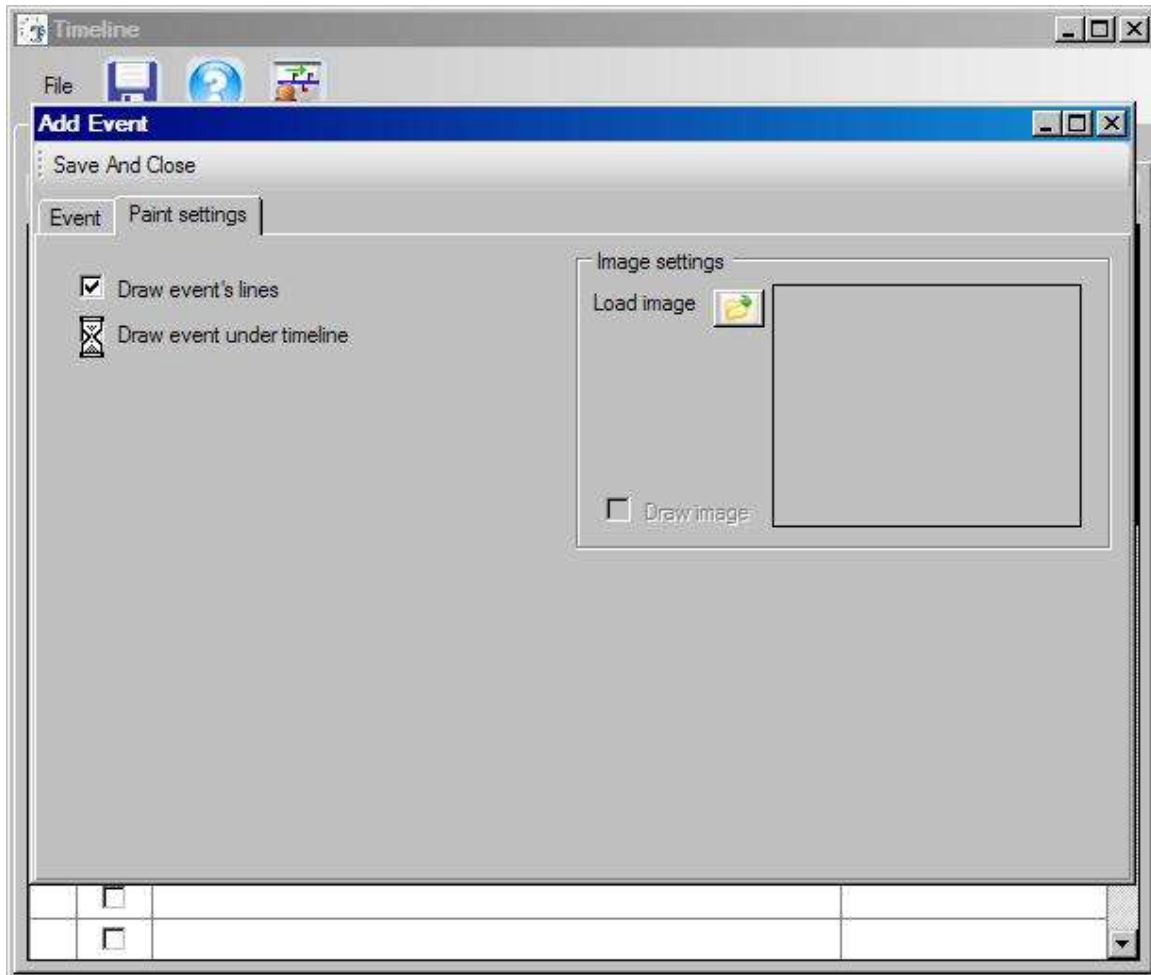 Timeline
File
Add Event
Save And Close
Event
Paint settings
Draw event's lines
Draw event under timeline
Image settings
Load image
Draw image